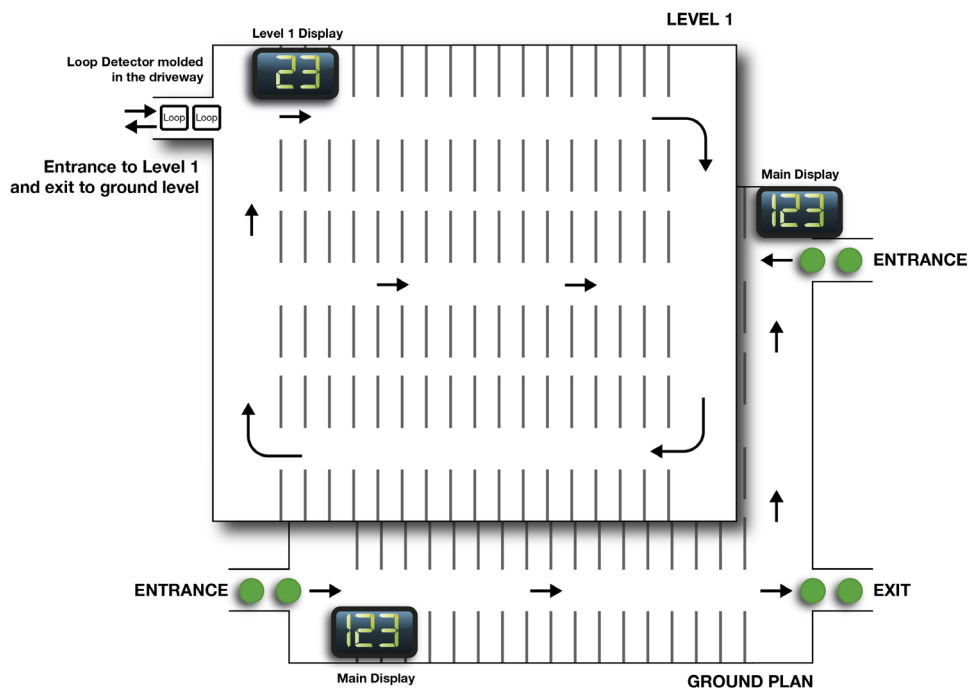 LEVEL 1
Level 1 Display
23
Loop Detector molded
in the driveway
Loop Loop
Entrance to Level 1
and exit to ground level
Main Display
123
ENTRANCE
ENTRANCE
EXIT
123
Main Display
GROUND PLAN